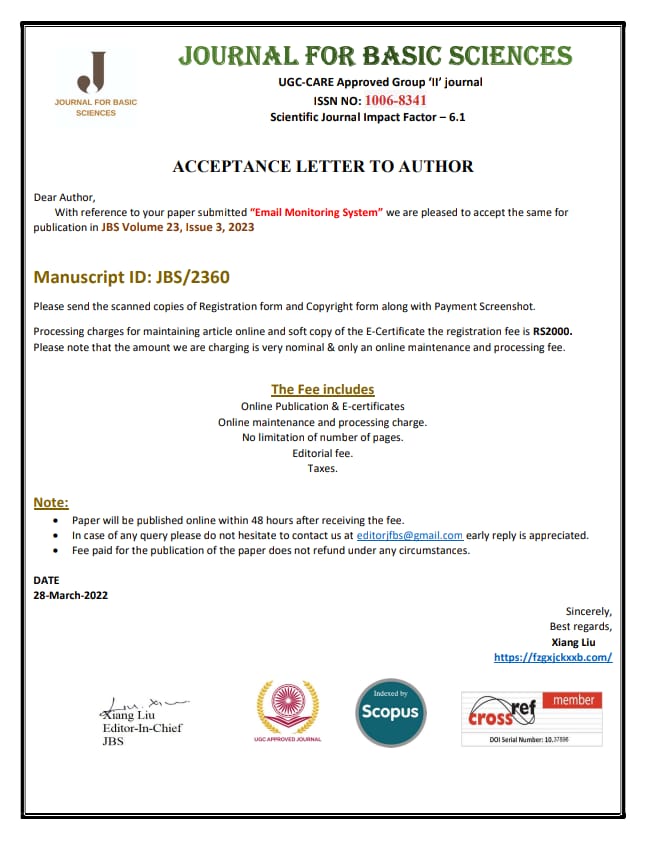 JOURNAL FOR BASIC SCIENCES
UGC-CARE Approved Group ‘II’ journal
ISSN NO: 1006-8341
Scientific Journal Impact Factor – 6.1
J
JOURNAL FOR BASIC
SCIENCES
ACCEPTANCE LETTER TO AUTHOR
Dear Author,
With reference to your paper submitted “Email Monitoring System” we are pleased to accept the same for
publication in JBS Volume 23, Issue 3, 2023
Manuscript ID: JBS/2360
Please send the scanned copies of Registration form and Copyright form along with Payment Screenshot.
Processing charges for maintaining article online and soft copy of the E-Certificate the registration fee is RS2000.
Please note that the amount we are charging is very nominal & only an online maintenance and processing fee.
The Fee includes
Online Publication & E-certificates
Online maintenance and processing charge.
No limitation of number of pages.
Editorial fee.
Taxes.
Note:
• Paper will be published online within 48 hours after receiving the fee.
• In case of any query please do not hesitate to contact us at editorjfbs@gmail.com early reply is appreciated.
• Fee paid for the publication of the paper does not refund under any circumstances.
DATE
28-March-2022
Sincerely,
Best regards,
Xiang Liu
https://fzgxjckxxb.com/
Xiang Liu
Editor-In-Chief
JBS
UGC APPROVED JOURNAL
Indexed by
Scopus
crossref
member
DOI Serial Number: 10.37896